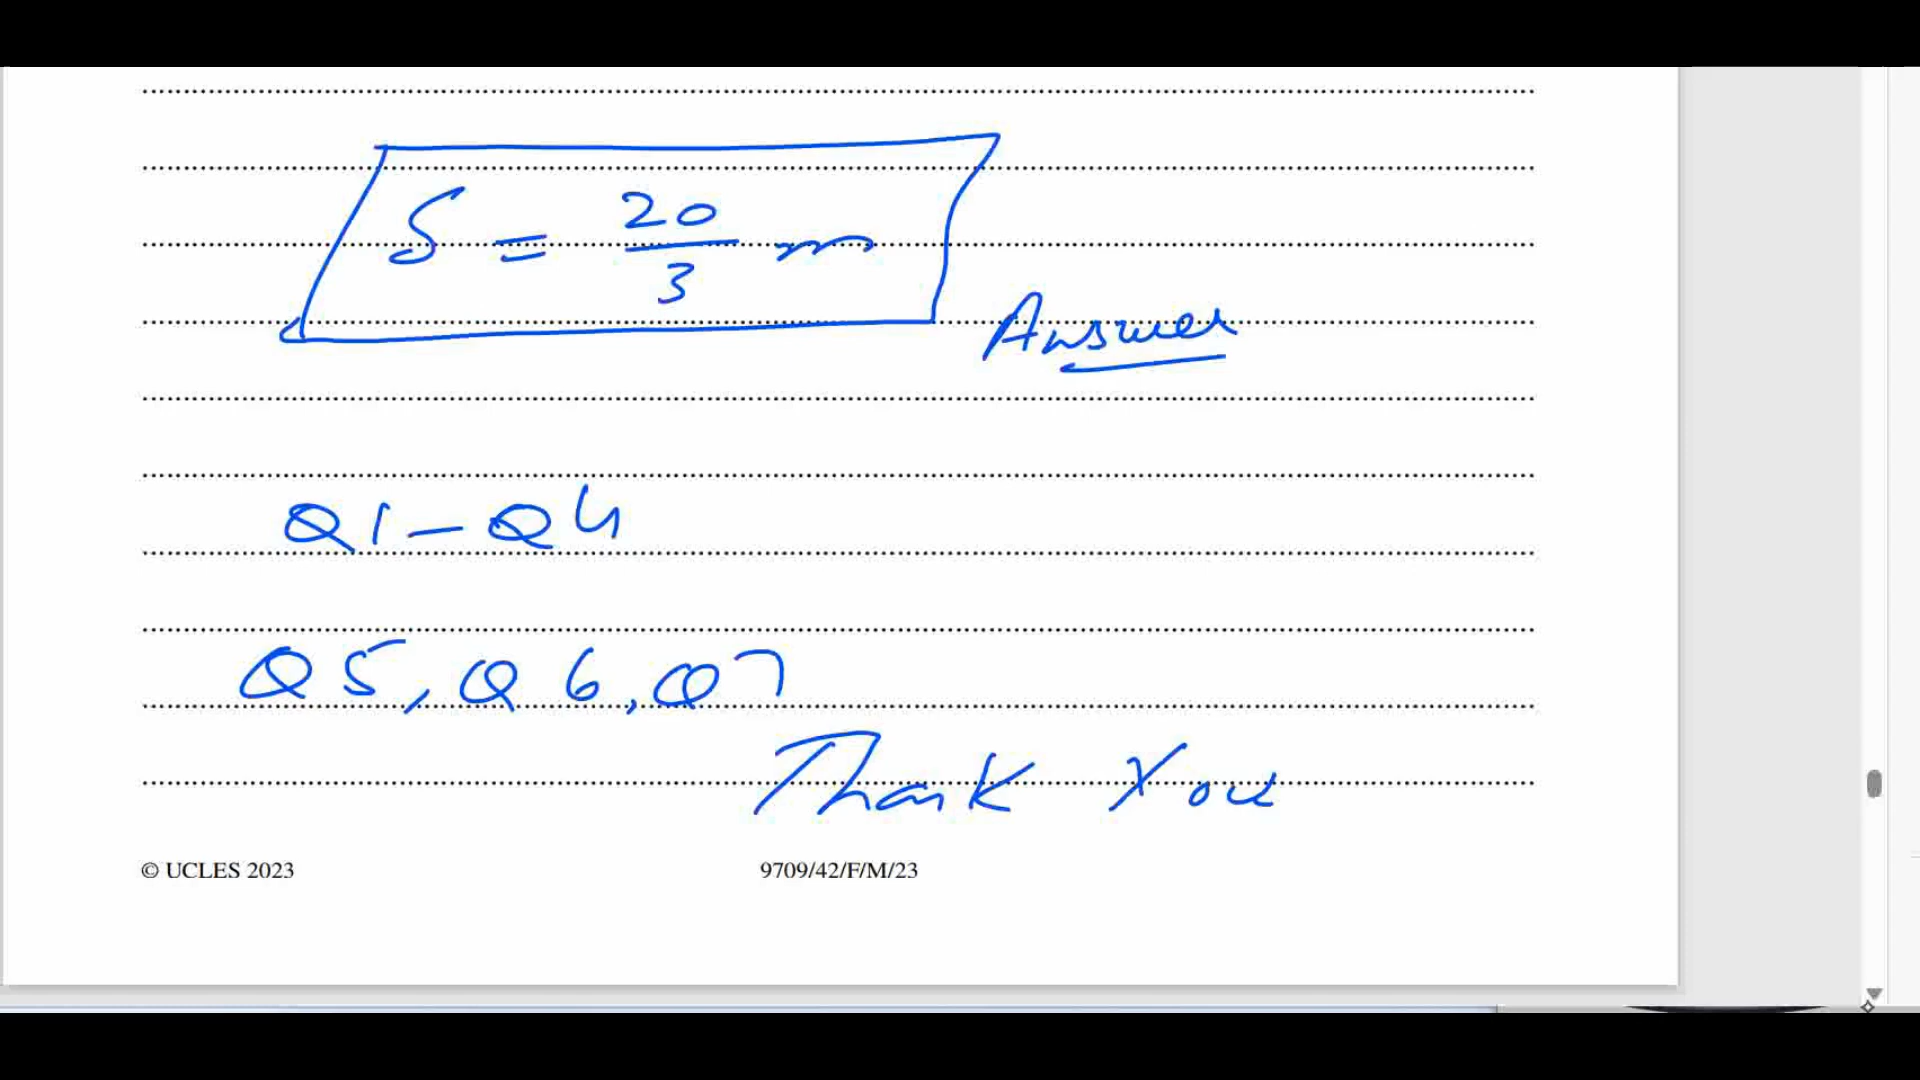 S = 20/3 m
Answer
Q1 - Q4
Q5, Q6, Q7
Thank You
© UCLES 2023 9709/42/F/M/23